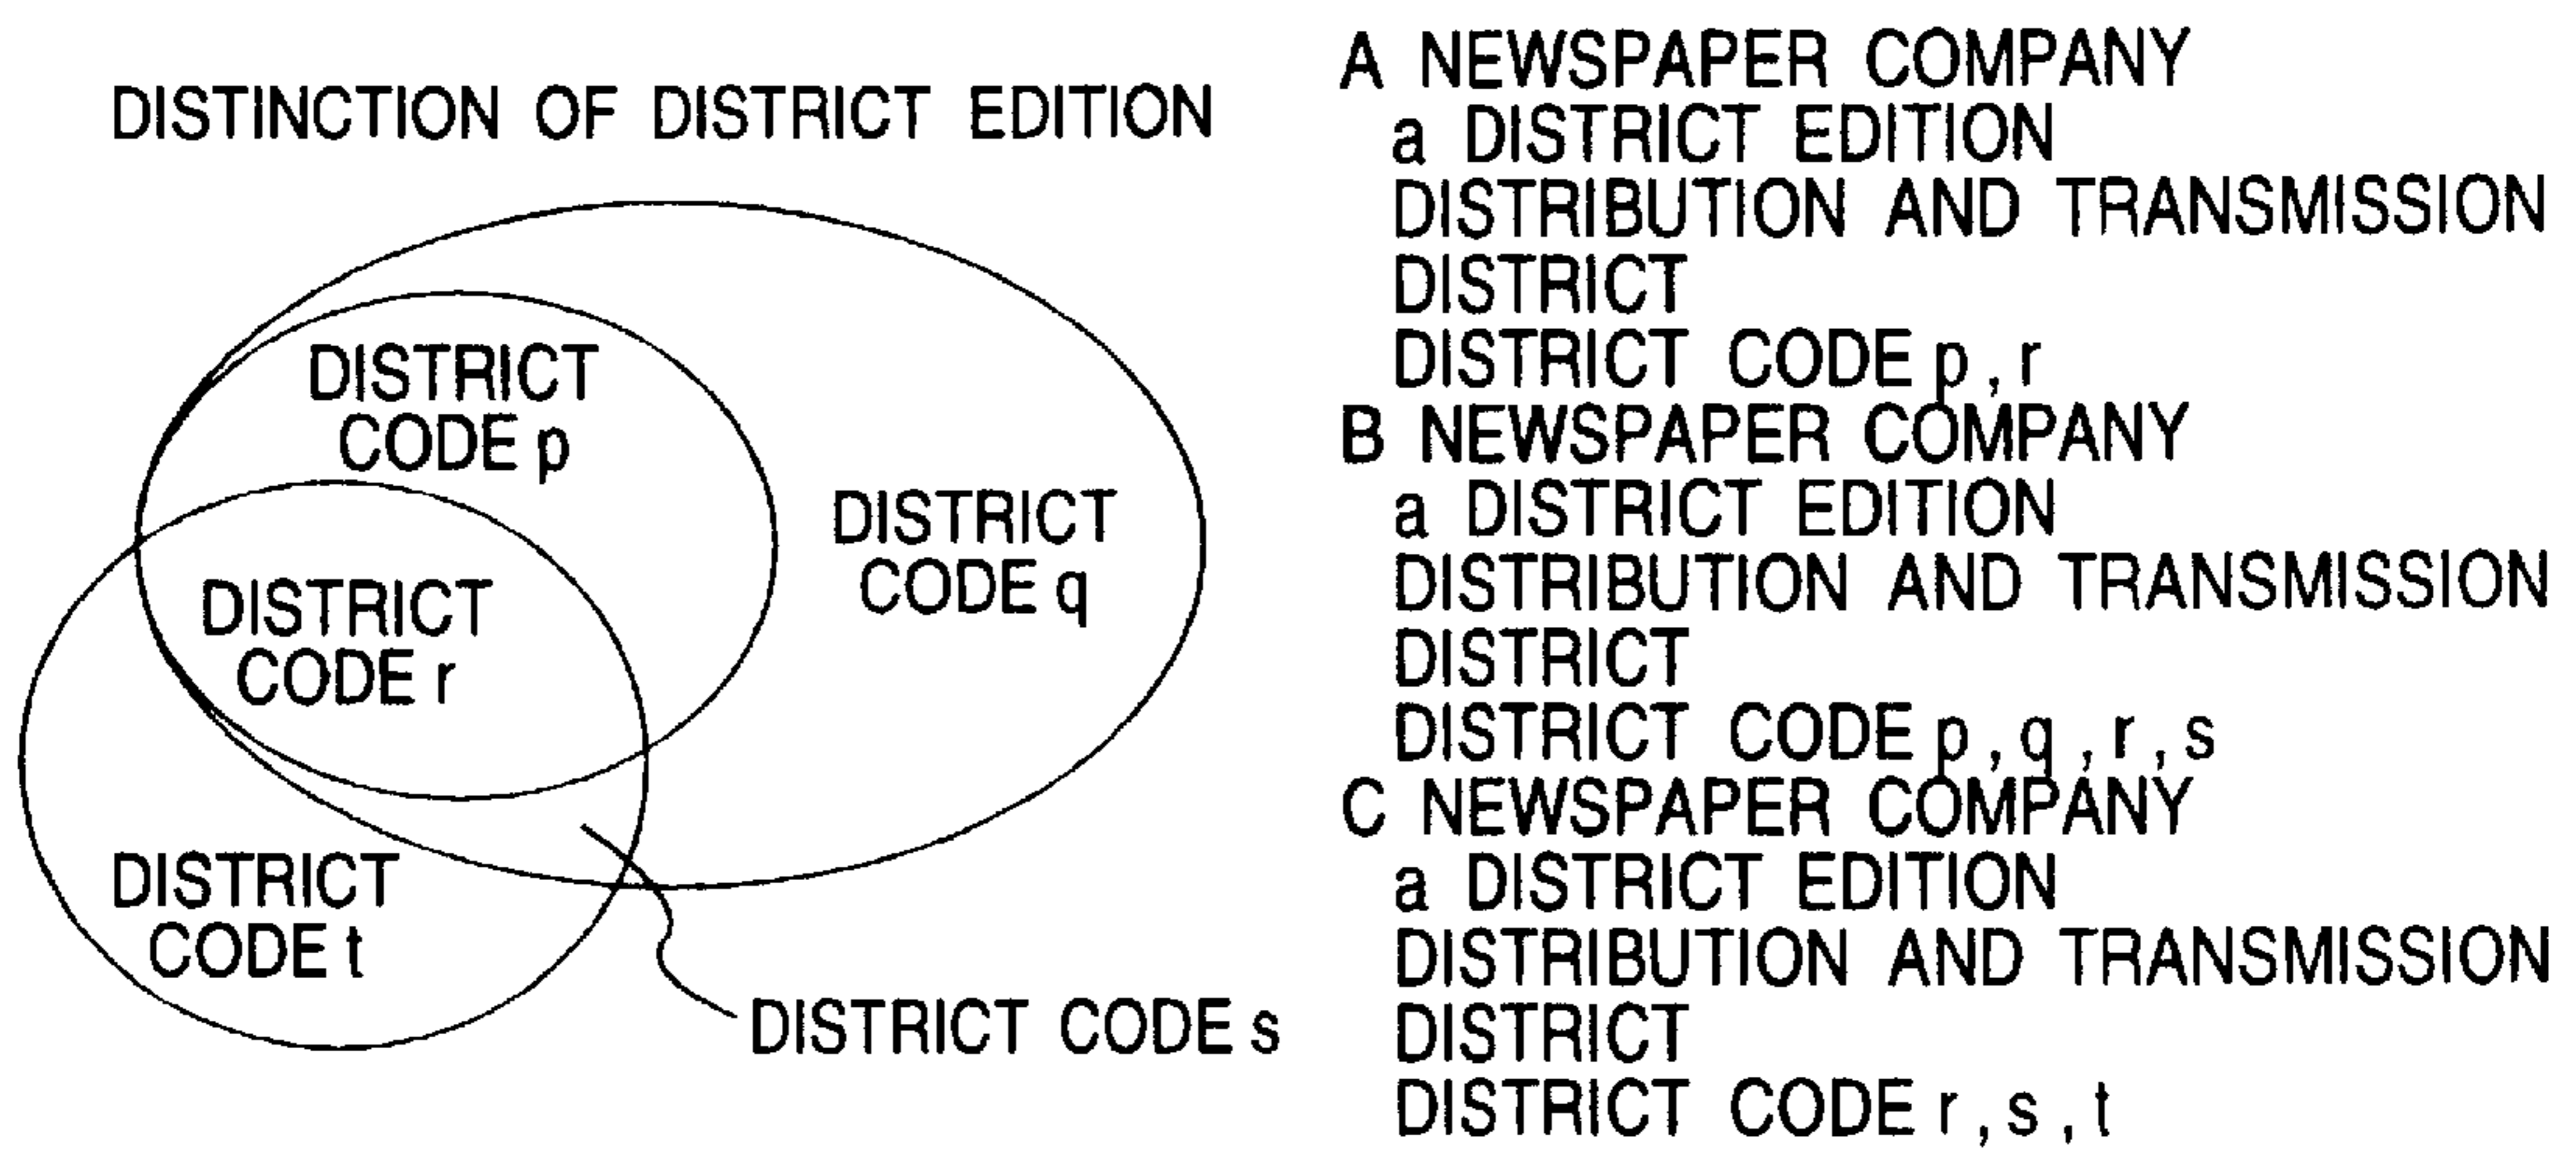 DISTINCTION OF DISTRICT EDITION
DISTRICT
CODE p
DISTRICT
CODE q
DISTRICT
CODE r
DISTRICT
CODE t
DISTRICT CODE s
A NEWSPAPER COMPANY
a DISTRICT EDITION
DISTRIBUTION AND TRANSMISSION
DISTRICT
DISTRICT CODE p , r
B NEWSPAPER COMPANY
a DISTRICT EDITION
DISTRIBUTION AND TRANSMISSION
DISTRICT
DISTRICT CODE p , q , r , s
C NEWSPAPER COMPANY
a DISTRICT EDITION
DISTRIBUTION AND TRANSMISSION
DISTRICT
DISTRICT CODE r , s , t